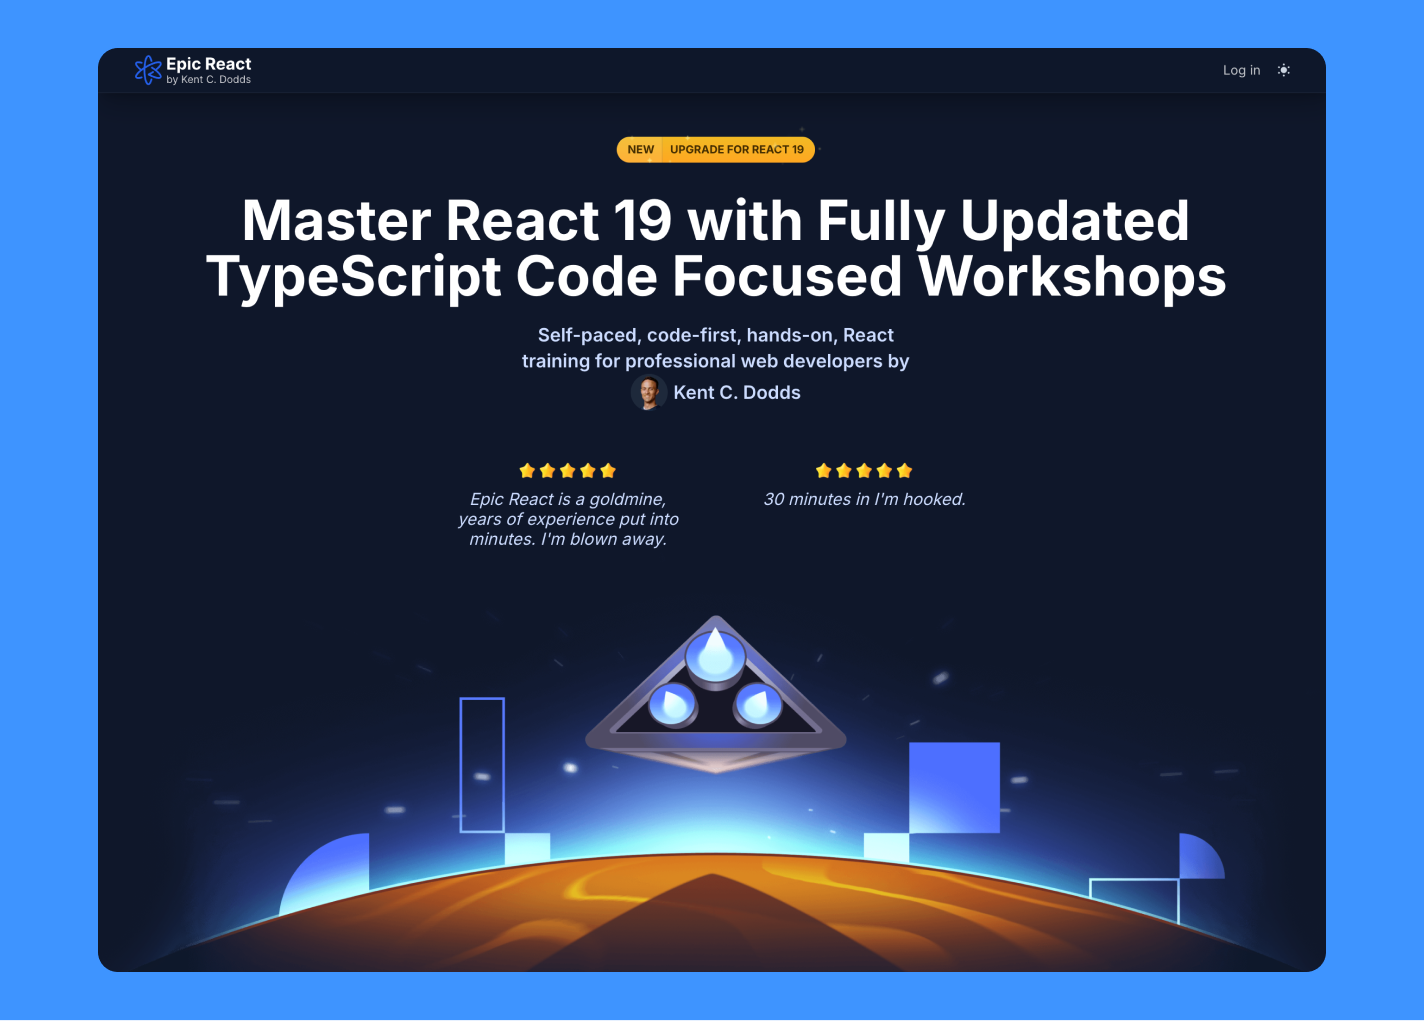 Epic React
by Kent C. Dodds
Log in
NEW UPGRADE FOR REACT 19
Master React 19 with Fully Updated
TypeScript Code Focused Workshops
Self-paced, code-first, hands-on, React
training for professional web developers by
Kent C. Dodds
Epic React is a goldmine,
years of experience put into
minutes. I'm blown away.
30 minutes in I'm hooked.